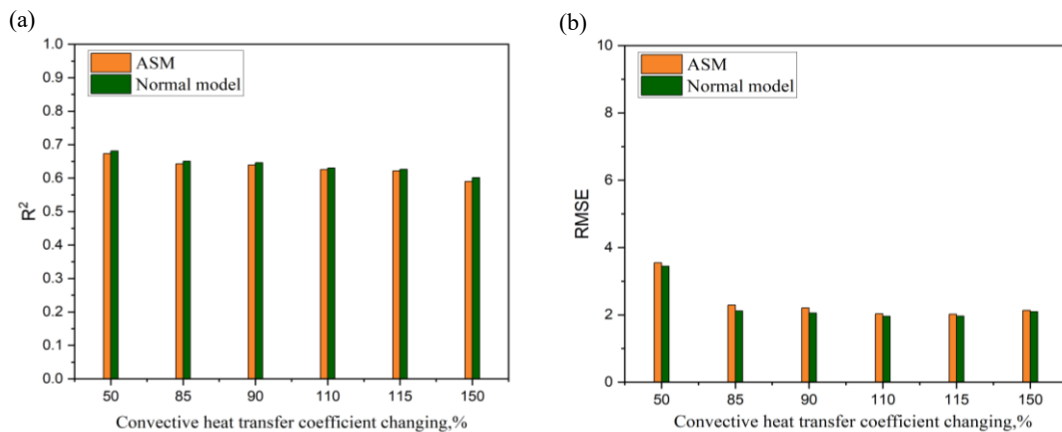 (a)
1.0
0.9
0.8
0.7
0.6
0.5
0.4
0.3
0.2
0.1
0.0
R²
ASM
Normal model
50 85 90 110 115 150
Convective heat transfer coefficient changing,%
(b)
10
8
6
4
2
0
RMSE
ASM
Normal model
50 85 90 110 115 150
Convective heat transfer coefficient changing,%